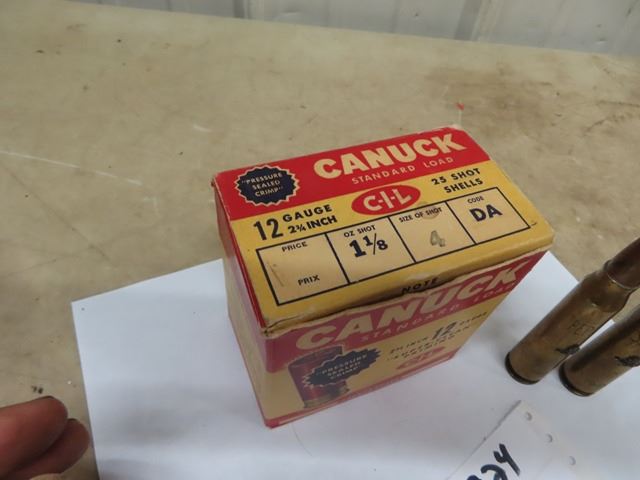 CANUCK
STANDARD LOAD
"PRESSURE
SEALED
CRIMP"
12 GAUGE
2¾ INCH
C-I-L
25 SHOT
SHELLS
PRICE
PRIX
OZ SHOT
1⅛
SIZE OF SHOT
4
CODE
DA
NOTE
CANUCK
STANDARD LOAD
12
"PRESSURE
SEALED
CRIMP"
C-I-L